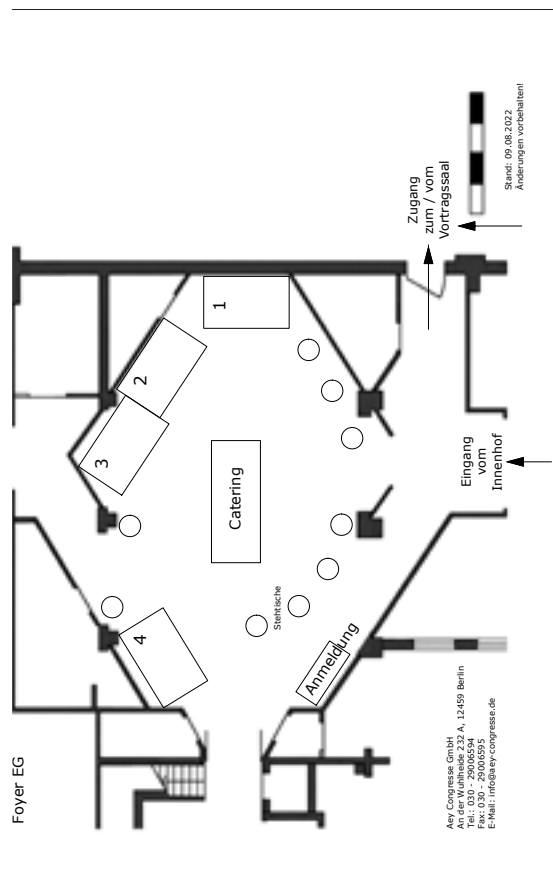 Foyer EG
1
2
3
4
Catering
Stehtische
Anmeldung
Zugang
zum / vom
Vortragssaal
Eingang
vom
Innenhof
Stand: 09.08.2022
Änderungen vorbehalten!
Aey Congresse GmbH
An der Wuhlheide 232 A, 12459 Berlin
Tel.: 030 - 29006594
Fax: 030 - 29006595
E-Mail: info@aey-congresse.de